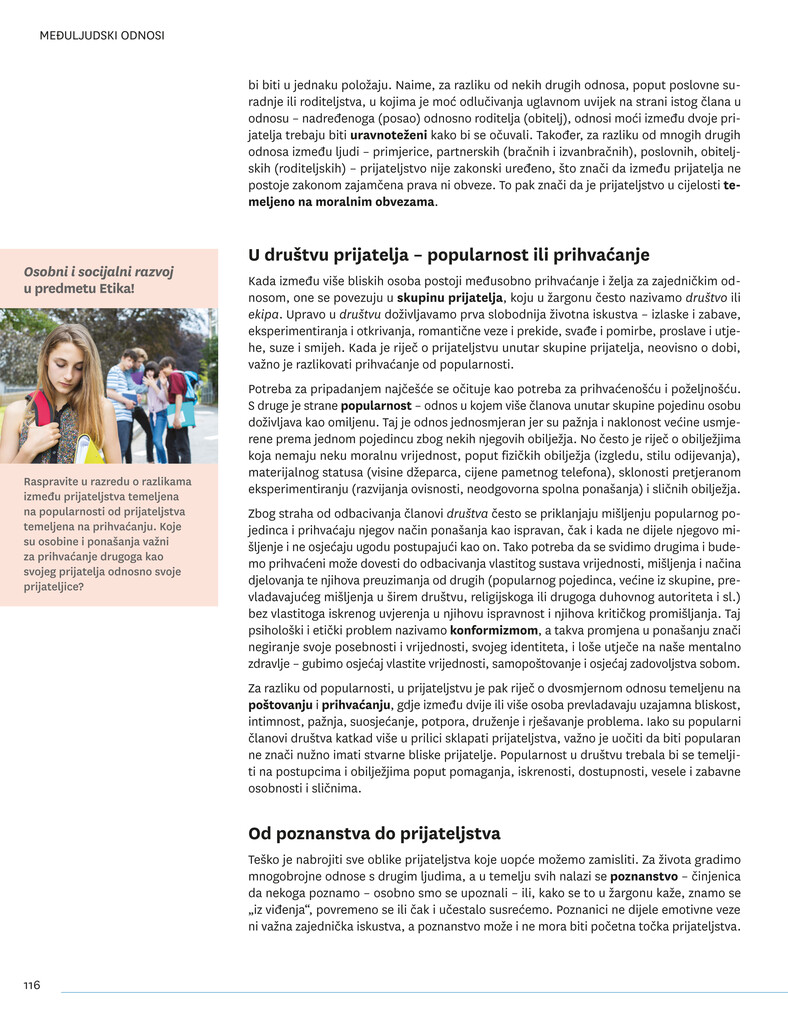 MEĐULJUDSKI ODNOSI
bi biti u jednaku položaju. Naime, za razliku od nekih drugih odnosa, poput poslovne su-
radnje ili roditeljstva, u kojima je moć odlučivanja uglavnom uvijek na strani istog člana u
odnosu – nadređenoga (posao) odnosno roditelja (obitelj), odnosi moći između dvoje pri-
jatelja trebaju biti uravnoteženi kako bi se očuvali. Također, za razliku od mnogih drugih
odnosa između ljudi – primjerice, partnerskih (bračnih i izvanbračnih), poslovnih, obitelj-
skih (roditeljskih) – prijateljstvo nije zakonski uređeno, što znači da između prijatelja ne
postoje zakonom zajamčena prava ni obveze. To pak znači da je prijateljstvo u cijelosti te-
meljeno na moralnim obvezama.
Osobni i socijalni razvoj
u predmetu Etika!
Raspravite u razredu o razlikama
između prijateljstva temeljena
na popularnosti od prijateljstva
temeljena na prihvaćanju. Koje
su osobine i ponašanja važni
za prihvaćanje drugoga kao
svojeg prijatelja odnosno svoje
prijateljice?
U društvu prijatelja – popularnost ili prihvaćanje
Kada između više bliskih osoba postoji međusobno prihvaćanje i želja za zajedničkim od-
nosom, one se povezuju u skupinu prijatelja, koju u žargonu često nazivamo društvo ili
ekipa. Upravo u društvu doživljavamo prva slobodnija životna iskustva – izlaske i zabave,
eksperimentiranja i otkrivanja, romantične veze i prekide, svađe i pomirbe, proslave i utje-
he, suze i smijeh. Kada je riječ o prijateljstvu unutar skupine prijatelja, neovisno o dobi,
važno je razlikovati prihvaćanje od popularnosti.
Potreba za pripadanjem najčešće se očituje kao potreba za prihvaćenošću i poželjnošću.
S druge je strane popularnost – odnos u kojem više članova unutar skupine pojedinu osobu
doživljava kao omiljenu. Taj je odnos jednosmjeran jer su pažnja i naklonost većine usmje-
rene prema jednom pojedincu zbog nekih njegovih obilježja. No često je riječ o obilježjima
koja nemaju neku moralnu vrijednost, poput fizičkih obilježja (izgledu, stilu odijevanja),
materijalnog statusa (visine džeparca, cijene pametnog telefona), sklonosti pretjeranom
eksperimentiranju (razvijanja ovisnosti, neodgovorna spolna ponašanja) i sličnih obilježja.
Zbog straha od odbacivanja članovi društva često se priklanjaju mišljenju popularnog po-
jedinca i prihvaćaju njegov način ponašanja kao ispravan, čak i kada ne dijele njegovo mi-
šljenje i ne osjećaju ugodu postupajući kao on. Tako potreba da se svidimo drugima i bude-
mo prihvaćeni može dovesti do odbacivanja vlastitog sustava vrijednosti, mišljenja i načina
djelovanja te njihova preuzimanja od drugih (popularnog pojedinca, većine iz skupine, pre-
vladavajućeg mišljenja u širem društvu, religijskoga ili drugoga duhovnog autoriteta i sl.)
bez vlastitoga iskrenog uvjerenja u njihovu ispravnost i njihova kritičkog promišljanja. Taj
psihološki i etički problem nazivamo konformizmom, a takva promjena u ponašanju znači
negiranje svoje posebnosti i vrijednosti, svojeg identiteta, i loše utječe na naše mentalno
zdravlje – gubimo osjećaj vlastite vrijednosti, samopoštovanje i osjećaj zadovoljstva sobom.
Za razliku od popularnosti, u prijateljstvu je pak riječ o dvosmjernom odnosu temeljenu na
poštovanju i prihvaćanju, gdje između dvije ili više osoba prevladavaju uzajamna bliskost,
intimnost, pažnja, suosjećanje, potpora, druženje i rješavanje problema. Iako su popularni
članovi društva katkad više u prilici sklapati prijateljstva, važno je uočiti da biti popularan
ne znači nužno imati stvarne bliske prijatelje. Popularnost u društvu trebala bi se temelji-
ti na postupcima i obilježjima poput pomaganja, iskrenosti, dostupnosti, vesele i zabavne
osobnosti i sličnima.
Od poznanstva do prijateljstva
Teško je nabrojiti sve oblike prijateljstva koje uopće možemo zamisliti. Za života gradimo
mnogobrojne odnose s drugim ljudima, a u temelju svih nalazi se poznanstvo – činjenica
da nekoga poznamo – osobno smo se upoznali – ili, kako se to u žargonu kaže, znamo se
„iz viđenja“, povremeno se ili čak i učestalo susrećemo. Poznanici ne dijele emotivne veze
ni važna zajednička iskustva, a poznanstvo može i ne mora biti početna točka prijateljstva.
116